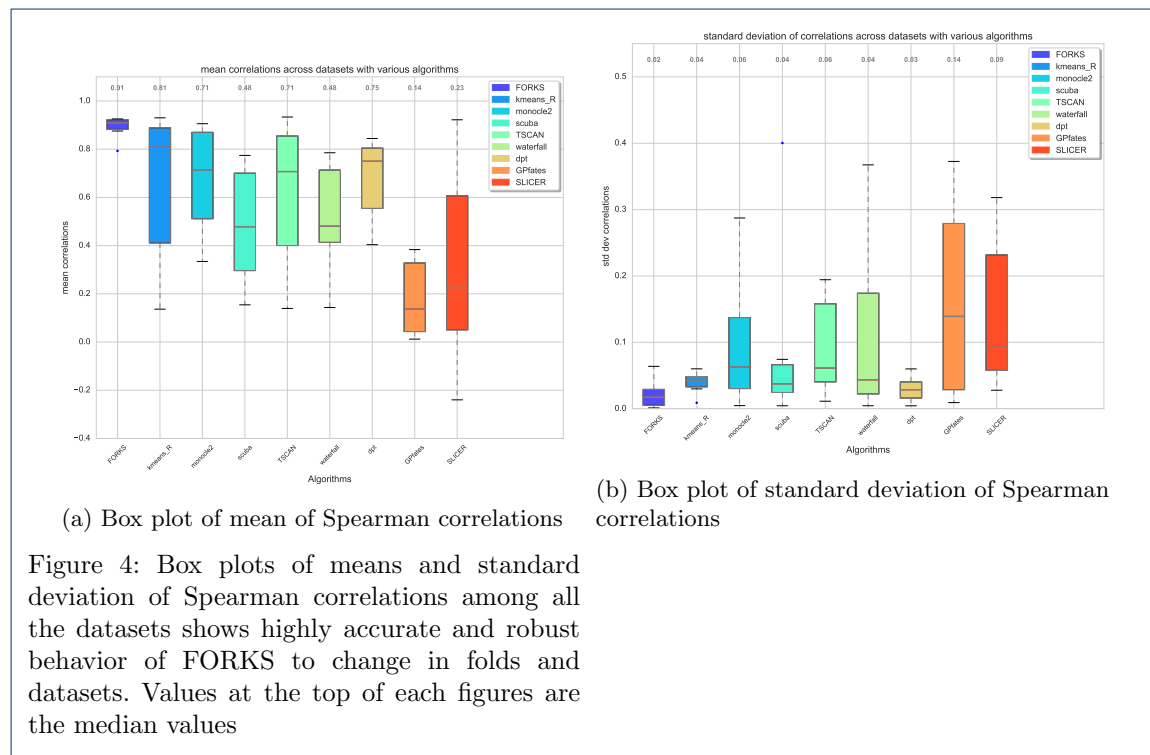 mean correlations across datasets with various algorithms
0.91 0.81 0.71 0.48 0.71 0.48 0.75 0.14 0.23
1.0
0.8
0.6
0.4
0.2
0.0
−0.2
−0.4
mean correlations
FORKS
kmeans_R
monocle2
scuba
TSCAN
waterfall
dpt
GPfates
SLICER
FORKS kmeans_R monocle2 scuba TSCAN waterfall dpt GPfates SLICER
Algorithms
(a) Box plot of mean of Spearman correlations
standard deviation of correlations across datasets with various algorithms
0.02 0.04 0.06 0.04 0.06 0.04 0.03 0.14 0.09
0.5
0.4
0.3
0.2
0.1
0.0
std dev correlations
FORKS
kmeans_R
monocle2
scuba
TSCAN
waterfall
dpt
GPfates
SLICER
FORKS kmeans_R monocle2 scuba TSCAN waterfall dpt GPfates SLICER
Algorithms
(b) Box plot of standard deviation of Spearman
correlations
Figure 4: Box plots of means and standard
deviation of Spearman correlations among all
the datasets shows highly accurate and robust
behavior of FORKS to change in folds and
datasets. Values at the top of each figures are
the median values